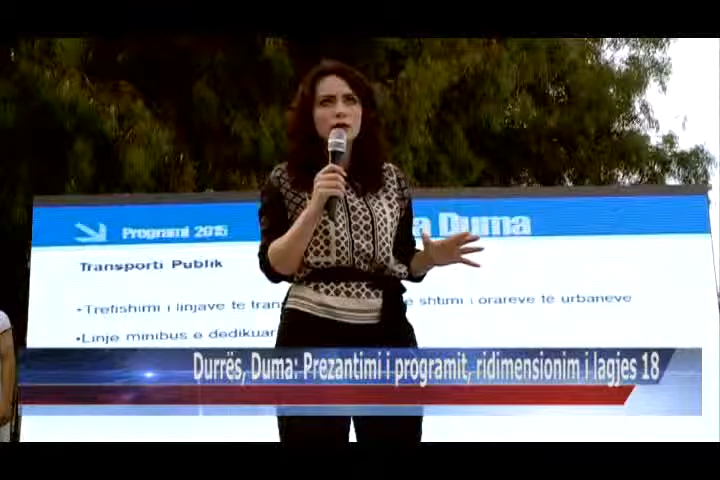 Programi 2015
a Duma
Transporti Publik
•Trefishimi i linjave te tran e shtimi i orareve të urbaneve
•Linje minibus e dedikuar
Durrës, Duma: Prezantimi i programit, ridimensionim i lagjes 18